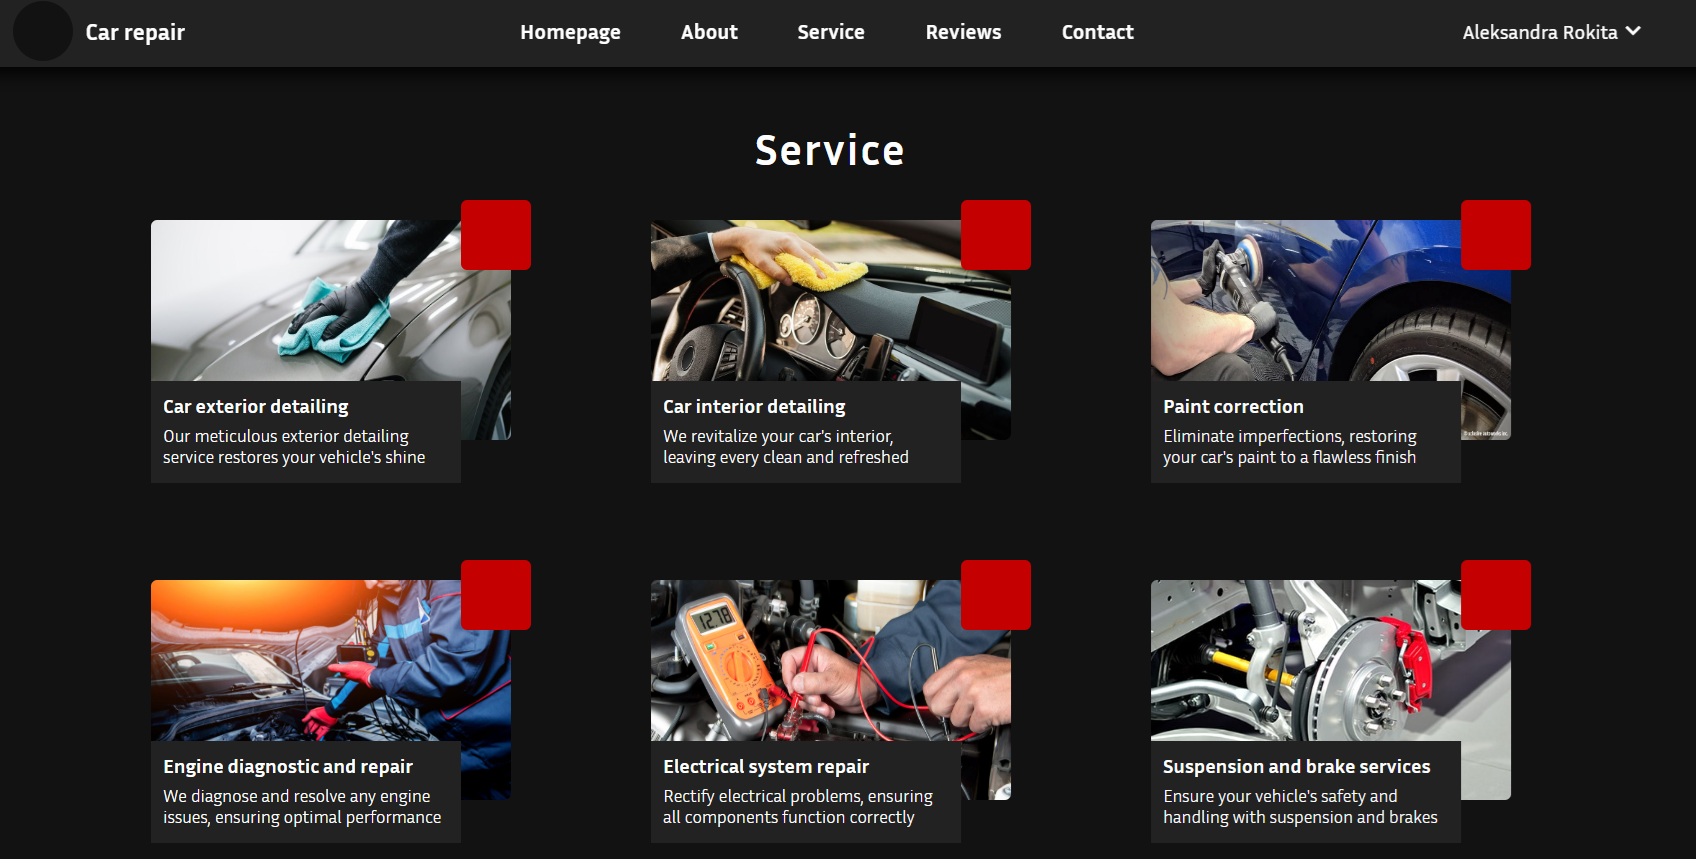 Car repair
Homepage
About
Service
Reviews
Contact
Aleksandra Rokita
Service
Car exterior detailing
Our meticulous exterior detailing
service restores your vehicle's shine
Car interior detailing
We revitalize your car's interior,
leaving every clean and refreshed
Paint correction
Eliminate imperfections, restoring
your car's paint to a flawless finish
12.78
Engine diagnostic and repair
We diagnose and resolve any engine
issues, ensuring optimal performance
Electrical system repair
Rectify electrical problems, ensuring
all components function correctly
Suspension and brake services
Ensure your vehicle's safety and
handling with suspension and brakes